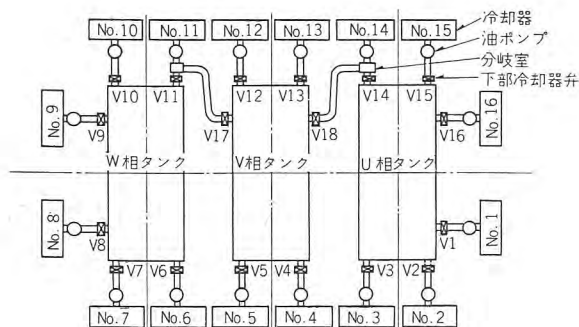 No.10
No.11
No.12
No.13
No.14
No.15
冷却器
油ポンプ
分岐室
下部冷却器弁
V10
V11
V12
V13
V14
V15
No.9
V9
V17
V18
V16
No.16
W相タンク
V相タンク
U相タンク
No.8
V8
V1
No.1
V7
V6
V5
V4
V3
V2
No.7
No.6
No.5
No.4
No.3
No.2